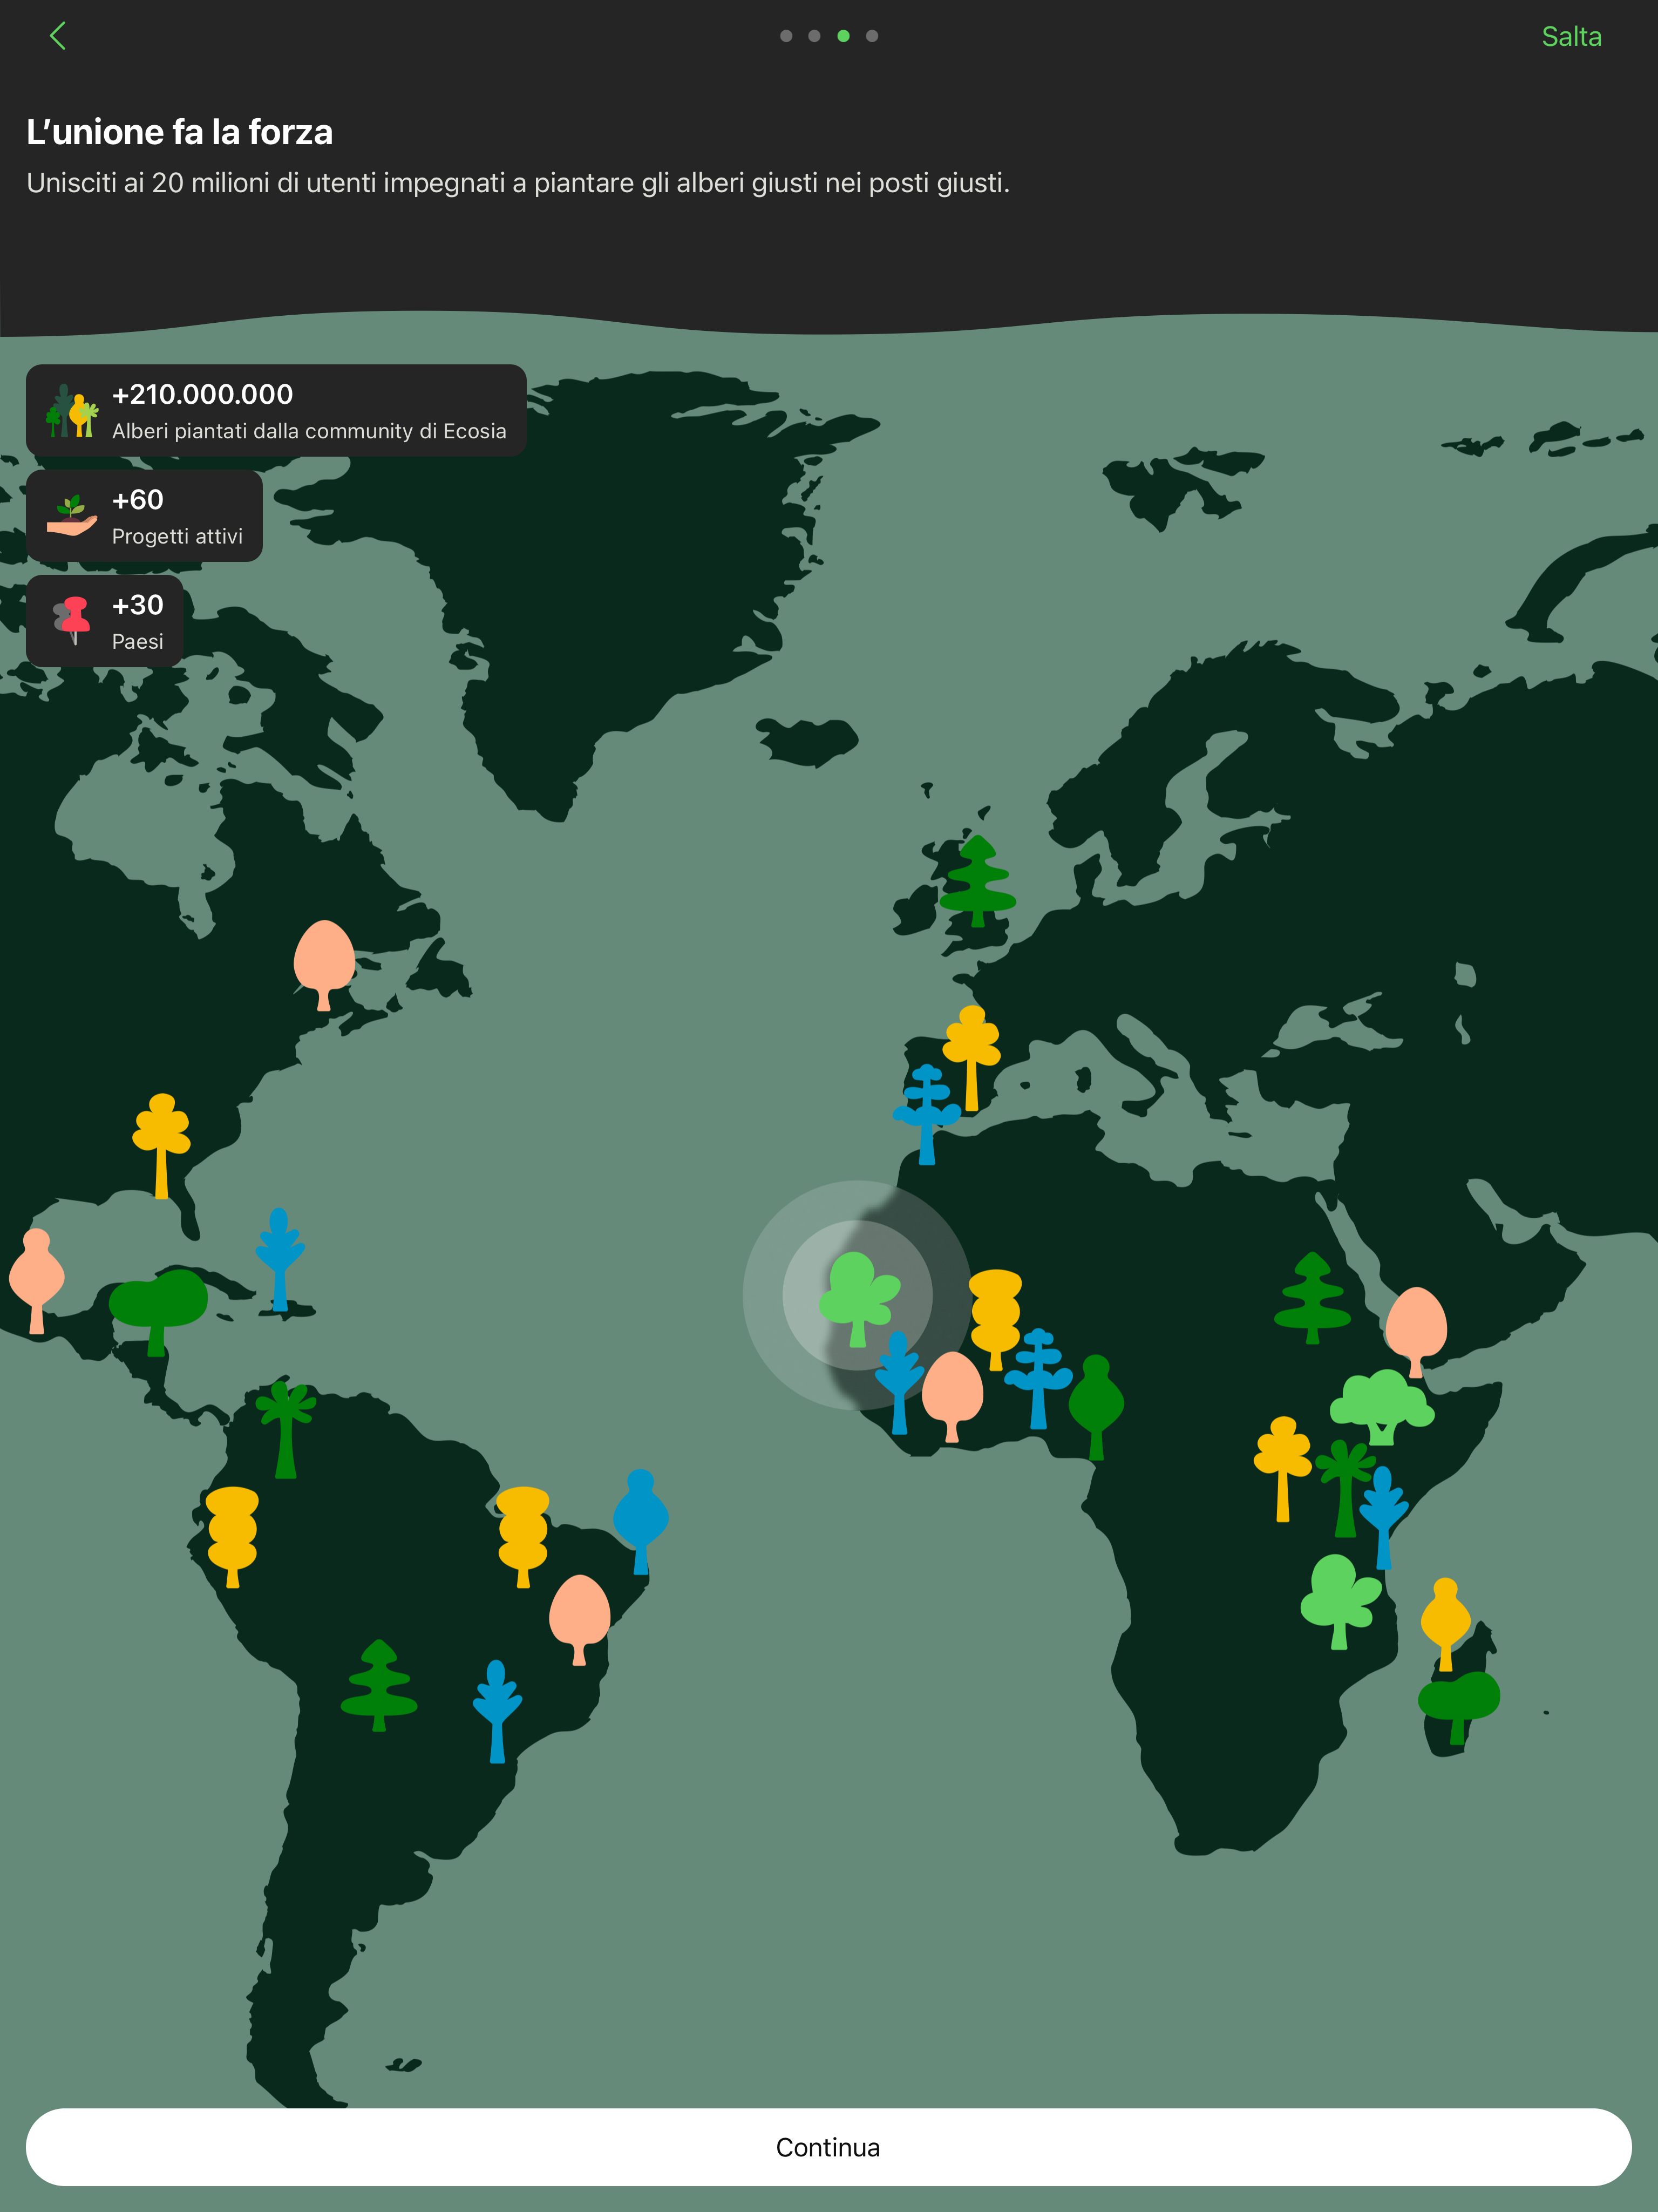 Salta
L’unione fa la forza
Unisciti ai 20 milioni di utenti impegnati a piantare gli alberi giusti nei posti giusti.
+210.000.000
Alberi piantati dalla community di Ecosia
+60
Progetti attivi
+30
Paesi
Continua